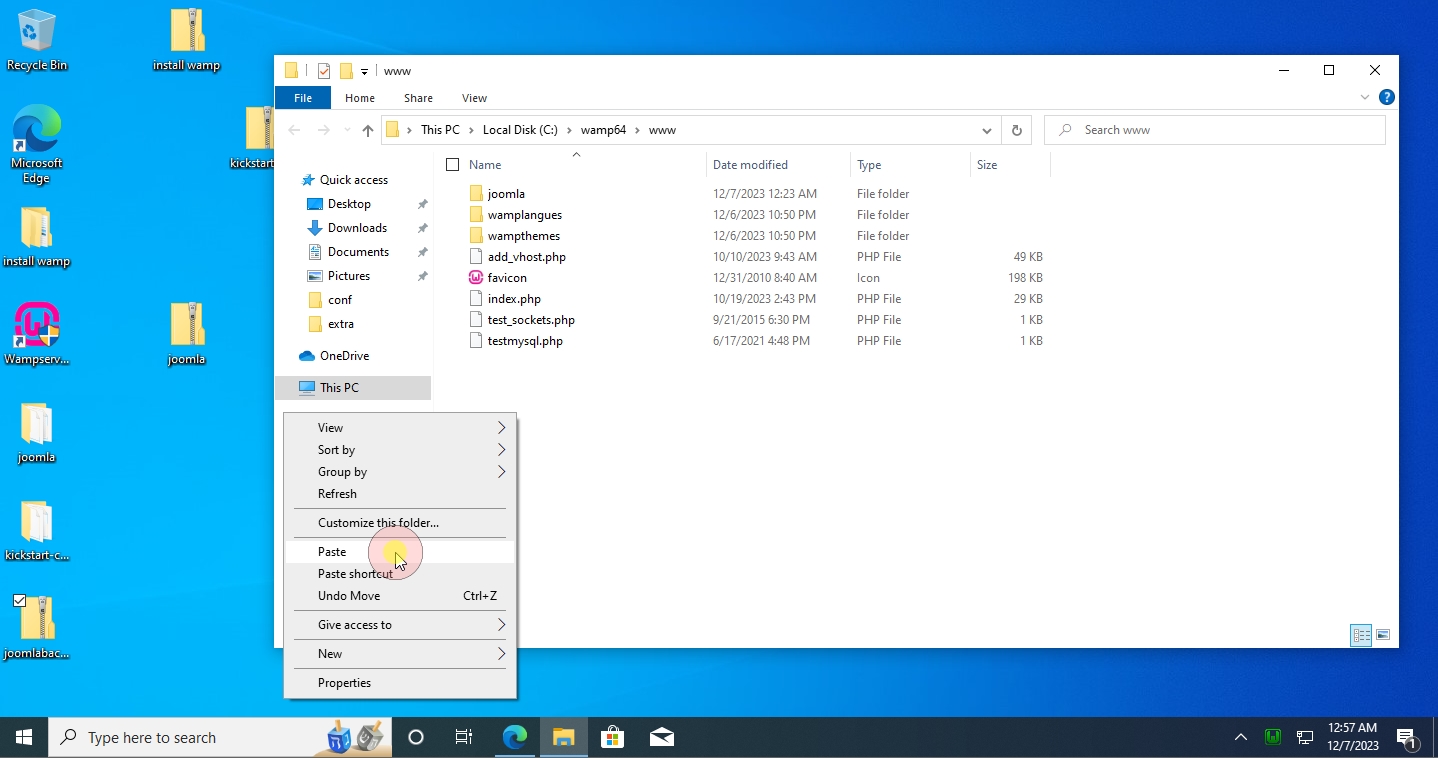 Recycle Bin
install wamp
Microsoft
Edge
kickstart
install wamp
Wampserv...
joomla
joomla
kickstart-c...
joomlabac...
www
File
Home
Share
View
This PC
Local Disk (C:)
wamp64
www
Search www
Name
Date modified
Type
Size
joomla 12/7/2023 12:23 AM File folder
wamplangues 12/6/2023 10:50 PM File folder
wampthemes 12/6/2023 10:50 PM File folder
add_vhost.php 10/10/2023 9:43 AM PHP File 49 KB
favicon 12/31/2010 8:40 AM Icon 198 KB
index.php 10/19/2023 2:43 PM PHP File 29 KB
test_sockets.php 9/21/2015 6:30 PM PHP File 1 KB
testmysql.php 6/17/2021 4:48 PM PHP File 1 KB
Quick access
Desktop
Downloads
Documents
Pictures
conf
extra
OneDrive
This PC
View
Sort by
Group by
Refresh
Customize this folder...
Paste
Paste shortcut
Undo Move Ctrl+Z
Give access to
New
Properties
Type here to search
12:57 AM
12/7/2023
1